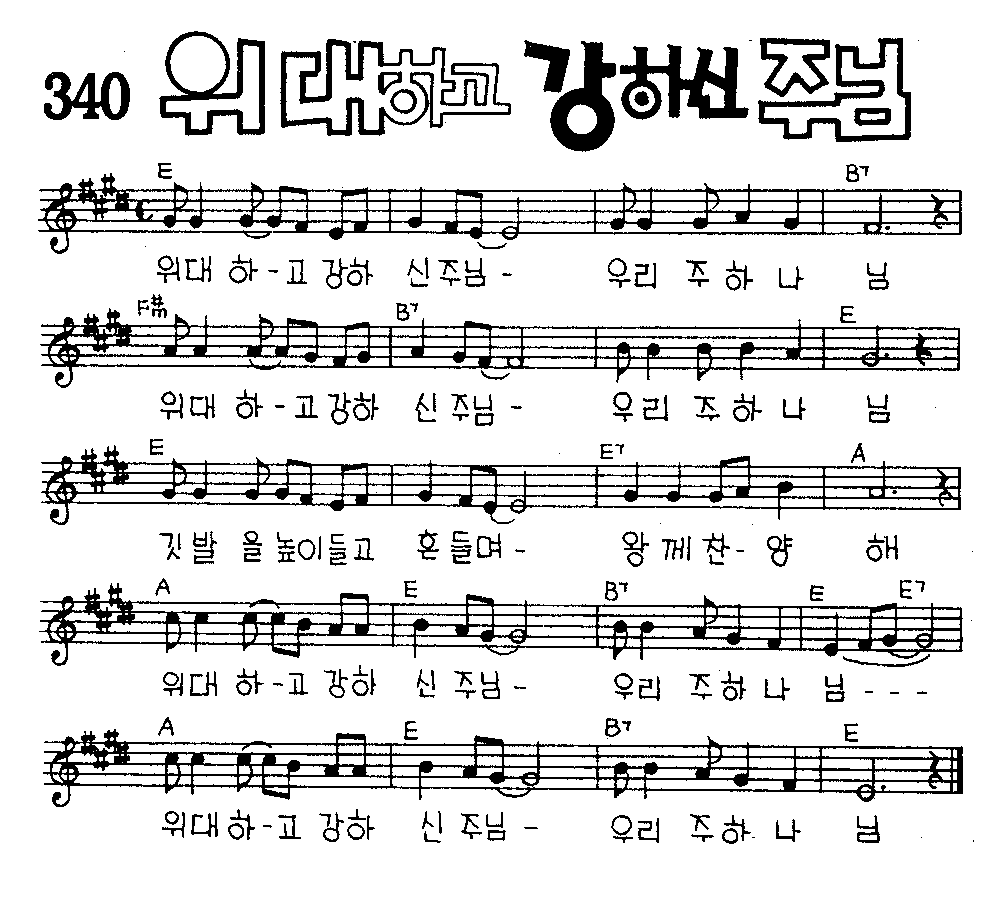 340 위대하고 강하신 주님
E B7
위대 하-고 강하 신주님- 우리 주하나 님
F#m B7 E
위대 하-고강하 신주님- 우리 주하나 님
E E7 A
깃발 을높이들고 흔들며- 왕께찬-양 해
A E B7 E E7
위대 하-고 강하 신 주님- 우리 주하나 님---
A E B7 E
위대하-고 강하 신 주님- 우리 주하나 님